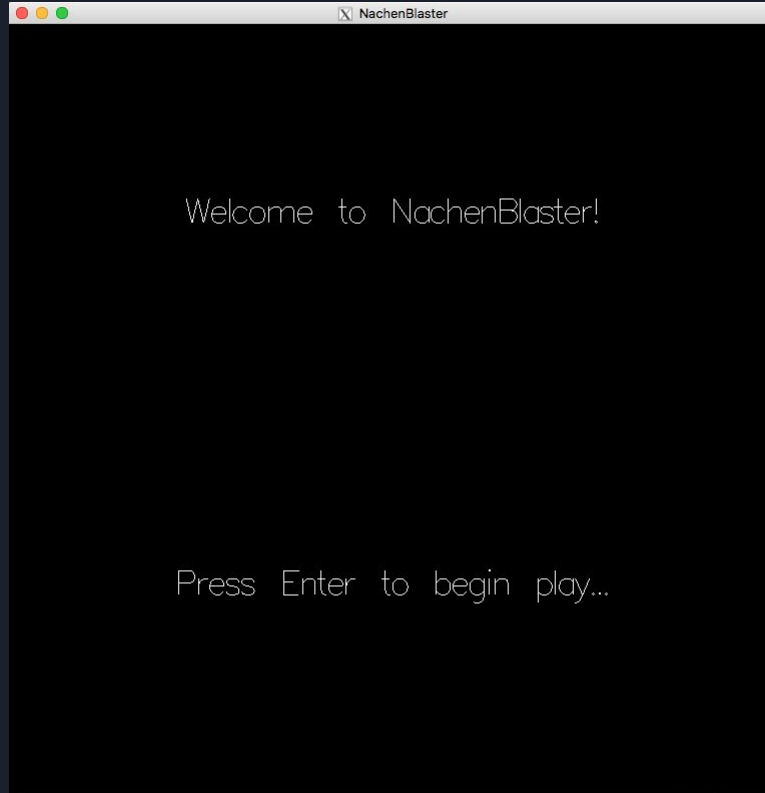 NachenBlaster
Welcome to NachenBlaster!
Press Enter to begin play...